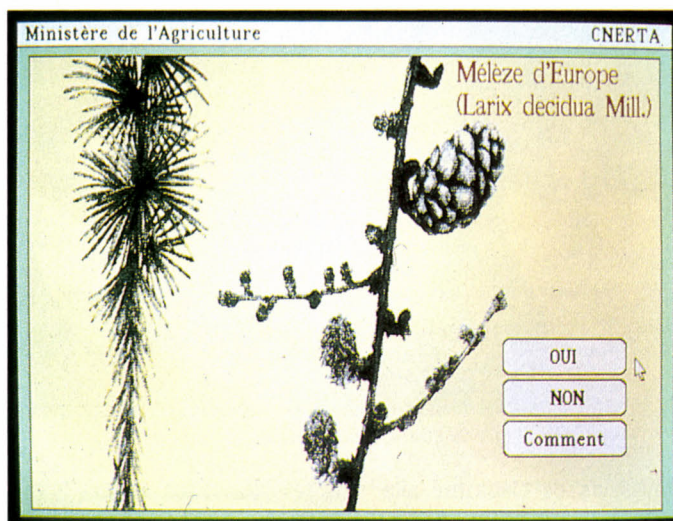 Ministère de l'Agriculture CNERTA
Mélèze d'Europe
(Larix decidua Mill.)
OUI
NON
Comment